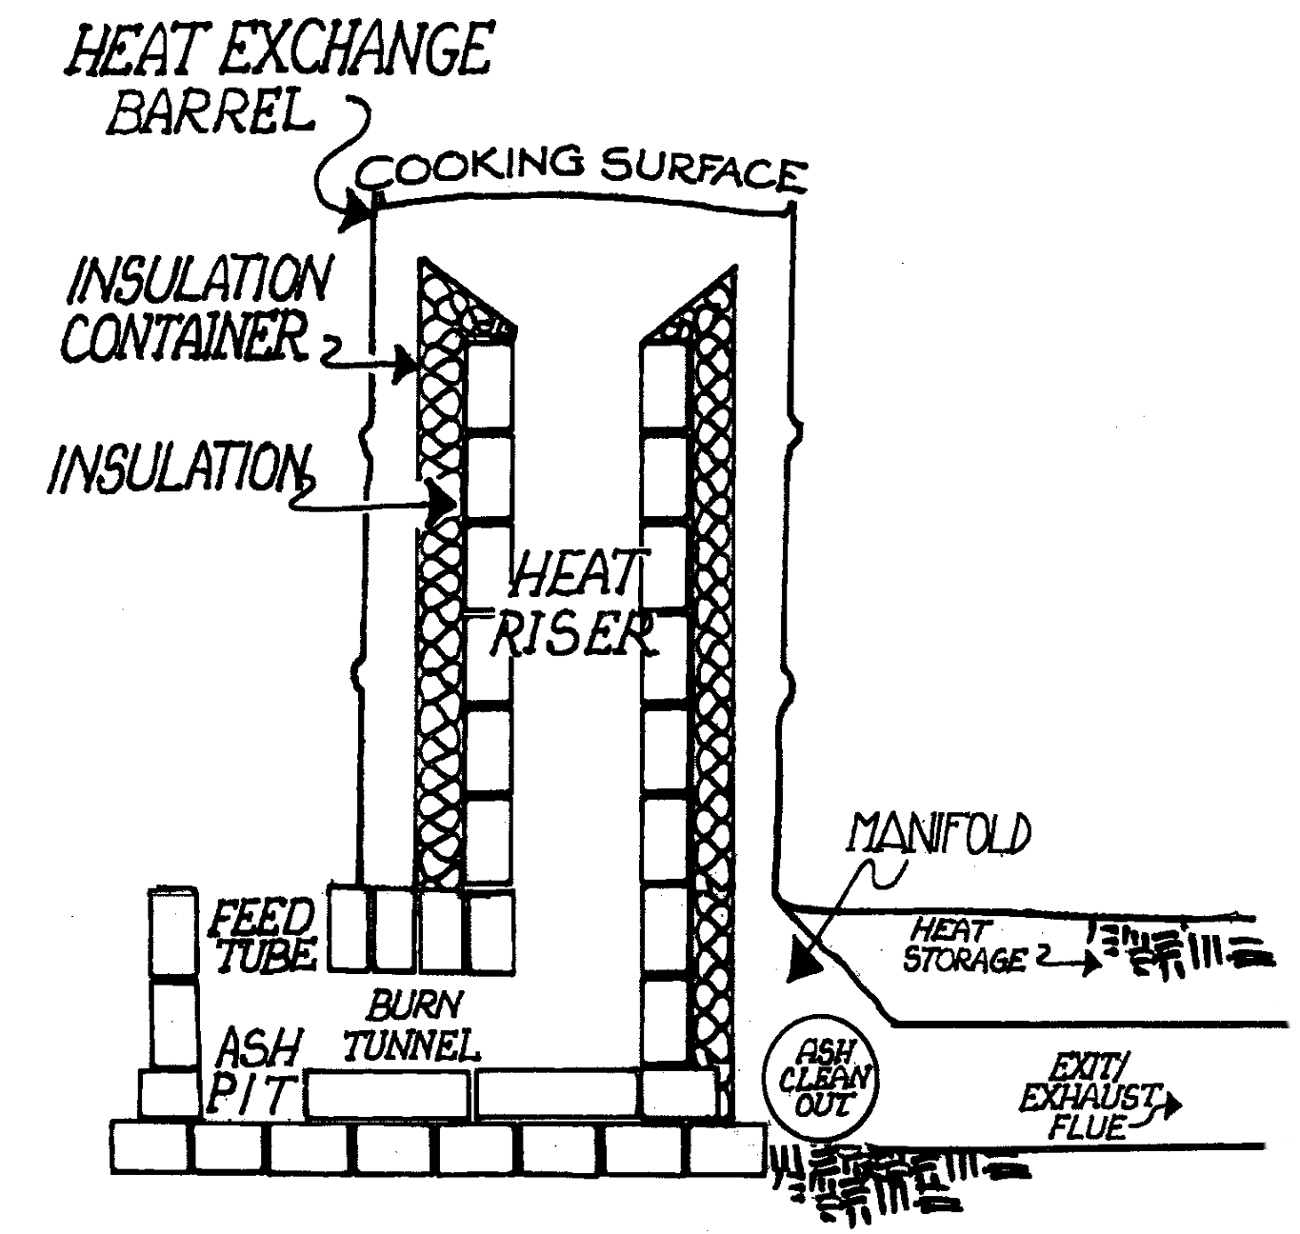 HEAT EXCHANGE
BARREL
COOKING SURFACE
INSULATION
CONTAINER
INSULATION
HEAT
RISER
MANIFOLD
FEED
TUBE
HEAT
STORAGE
BURN
TUNNEL
ASH
PIT
ASH
CLEAN
OUT
EXIT/
EXHAUST
FLUE